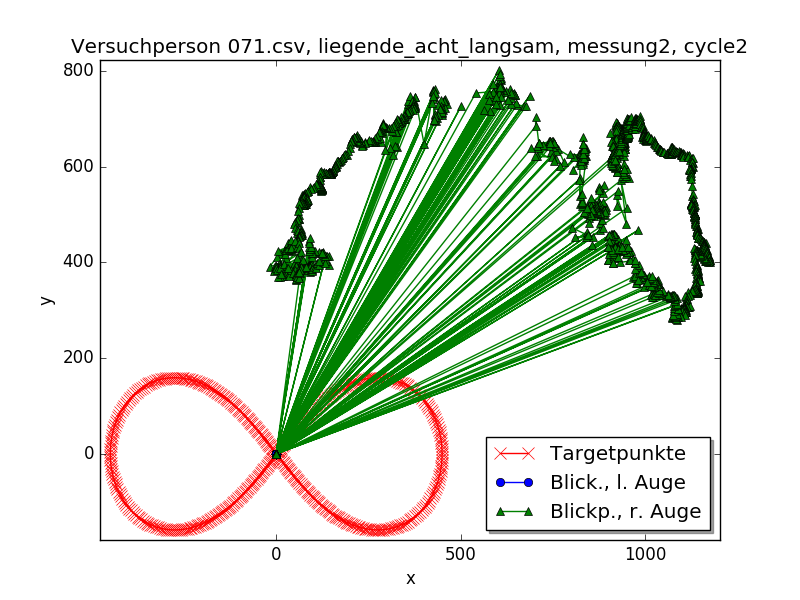 Versuchperson 071.csv, liegende_acht_langsam, messung2, cycle2
800
600
400
200
0
y
0 500 1000
x
Targetpunkte
Blick., l. Auge
Blickp., r. Auge